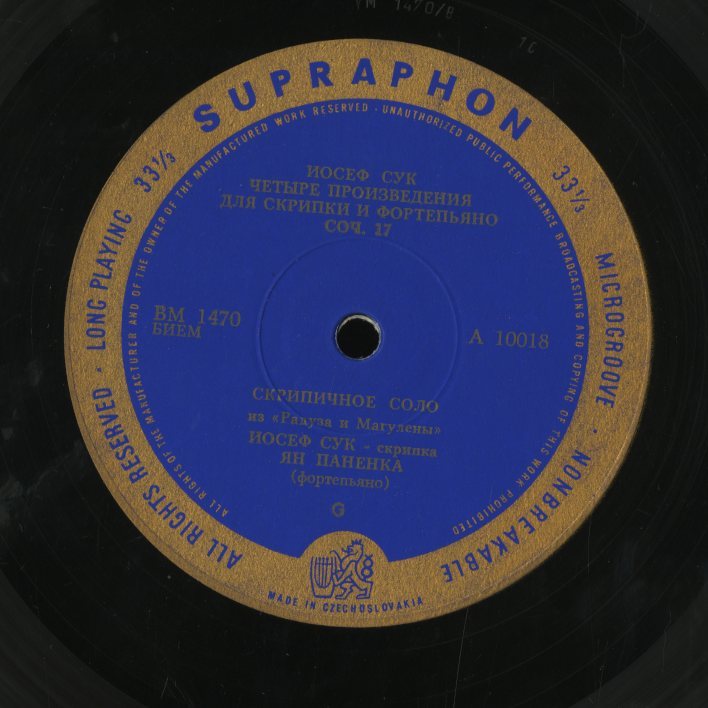 VM 1470/B
SUPRAPHON
33⅓
33⅓
LONG PLAYING
MICROGROOVE · NONBREAKABLE
ALL RIGHTS RESERVED ·
ALL RIGHTS OF THE MANUFACTURER AND OF THE OWNER OF THE MANUFACTURED WORK RESERVED · UNAUTHORIZED PUBLIC PERFORMANCE BROADCASTING AND COPYING OF THIS WORK PROHIBITED
ИОСЕФ СУК
ЧЕТЫРЕ ПРОИЗВЕДЕНИЯ
ДЛЯ СКРИПКИ И ФОРТЕПЬЯНО
СОЧ. 17
ВМ 1470
БИЕМ
А 10018
СКРИПИЧНОЕ СОЛО
из «Радуза и Магулены»
ИОСЕФ СУК - скрипка
ЯН ПАНЕНКА
(фортепьяно)
G
MADE IN CZECHOSLOVAKIA